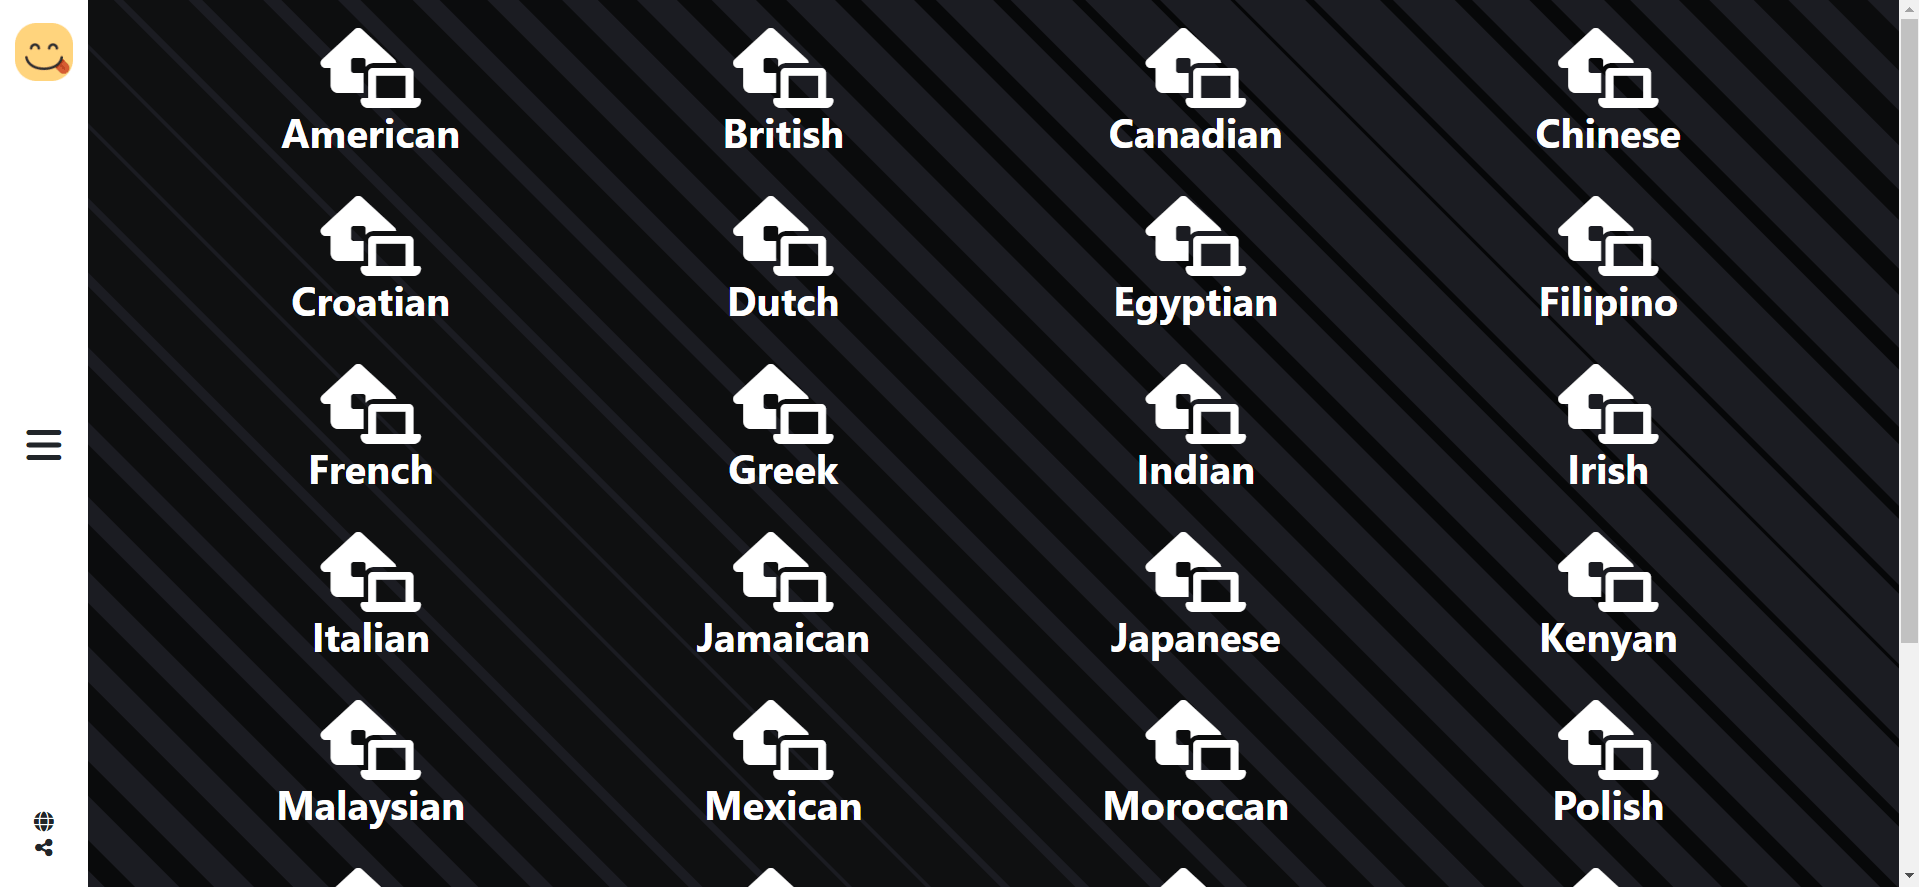 American
British
Canadian
Chinese
Croatian
Dutch
Egyptian
Filipino
French
Greek
Indian
Irish
Italian
Jamaican
Japanese
Kenyan
Malaysian
Mexican
Moroccan
Polish